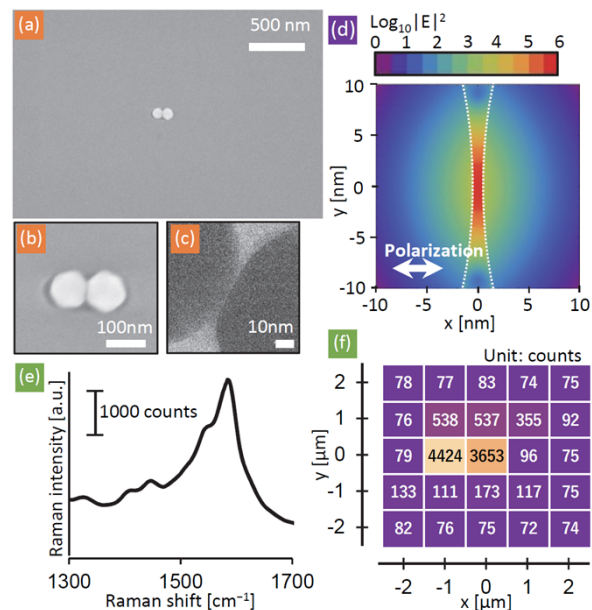 (a)
500 nm
(b)
100nm
(c)
10nm
(d)
Log10|E|2
0 1 2 3 4 5 6
10
5
0
-5
-10
y [nm]
Polarization
-10 -5 0 5 10
x [nm]
(e)
1000 counts
Raman intensity [a.u.]
1300 1500 1700
Raman shift [cm−1]
(f)
Unit: counts
2 78 77 83 74 75
1 76 538 537 355 92
0 79 4424 3653 96 75
-1 133 111 173 117 75
-2 82 76 75 72 74
y [μm]
-2 -1 0 1 2
x [μm]